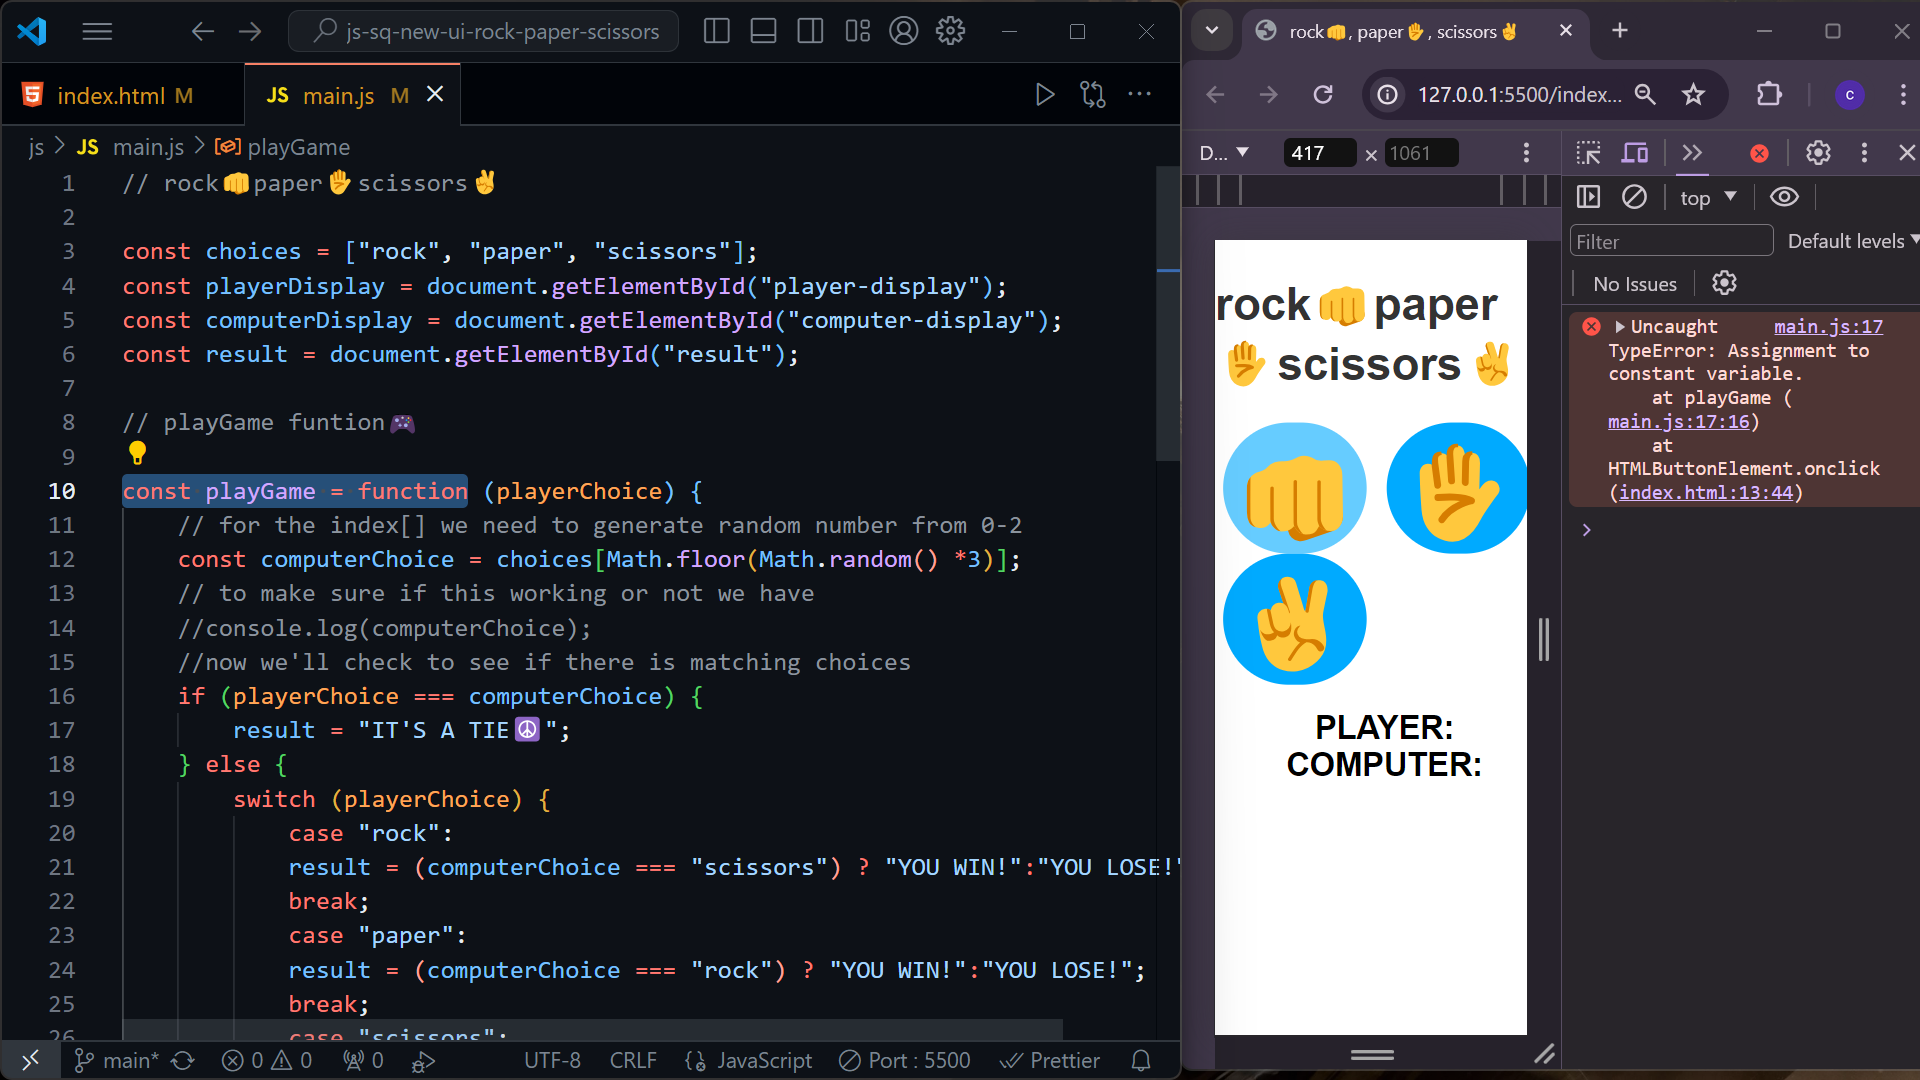 js-sq-new-ui-rock-paper-scissors
index.html M
JS main.js M
js > JS main.js > playGame
1 // rock👊paper✋scissors✌
2
3 const choices = ["rock", "paper", "scissors"];
4 const playerDisplay = document.getElementById("player-display");
5 const computerDisplay = document.getElementById("computer-display");
6 const result = document.getElementById("result");
7
8 // playGame funtion🎮
9
10 const playGame = function (playerChoice) {
11 // for the index[] we need to generate random number from 0-2
12 const computerChoice = choices[Math.floor(Math.random() *3)];
13 // to make sure if this working or not we have
14 //console.log(computerChoice);
15 //now we'll check to see if there is matching choices
16 if (playerChoice === computerChoice) {
17 result = "IT'S A TIE☮";
18 } else {
19 switch (playerChoice) {
20 case "rock":
21 result = (computerChoice === "scissors") ? "YOU WIN!":"YOU LOSE!"
22 break;
23 case "paper":
24 result = (computerChoice === "rock") ? "YOU WIN!":"YOU LOSE!";
25 break;
26 case "scissors":
main* 0 0 0 UTF-8 CRLF {} JavaScript Port : 5500 Prettier
rock👊, paper✋, scissors✌
127.0.0.1:5500/index... c
D... 417 × 1061
top
Filter Default levels
No Issues
rock👊paper
✋scissors✌
PLAYER:
COMPUTER:
Uncaught main.js:17
TypeError: Assignment to
constant variable.
at playGame (
main.js:17:16)
at
HTMLButtonElement.onclick
(index.html:13:44)